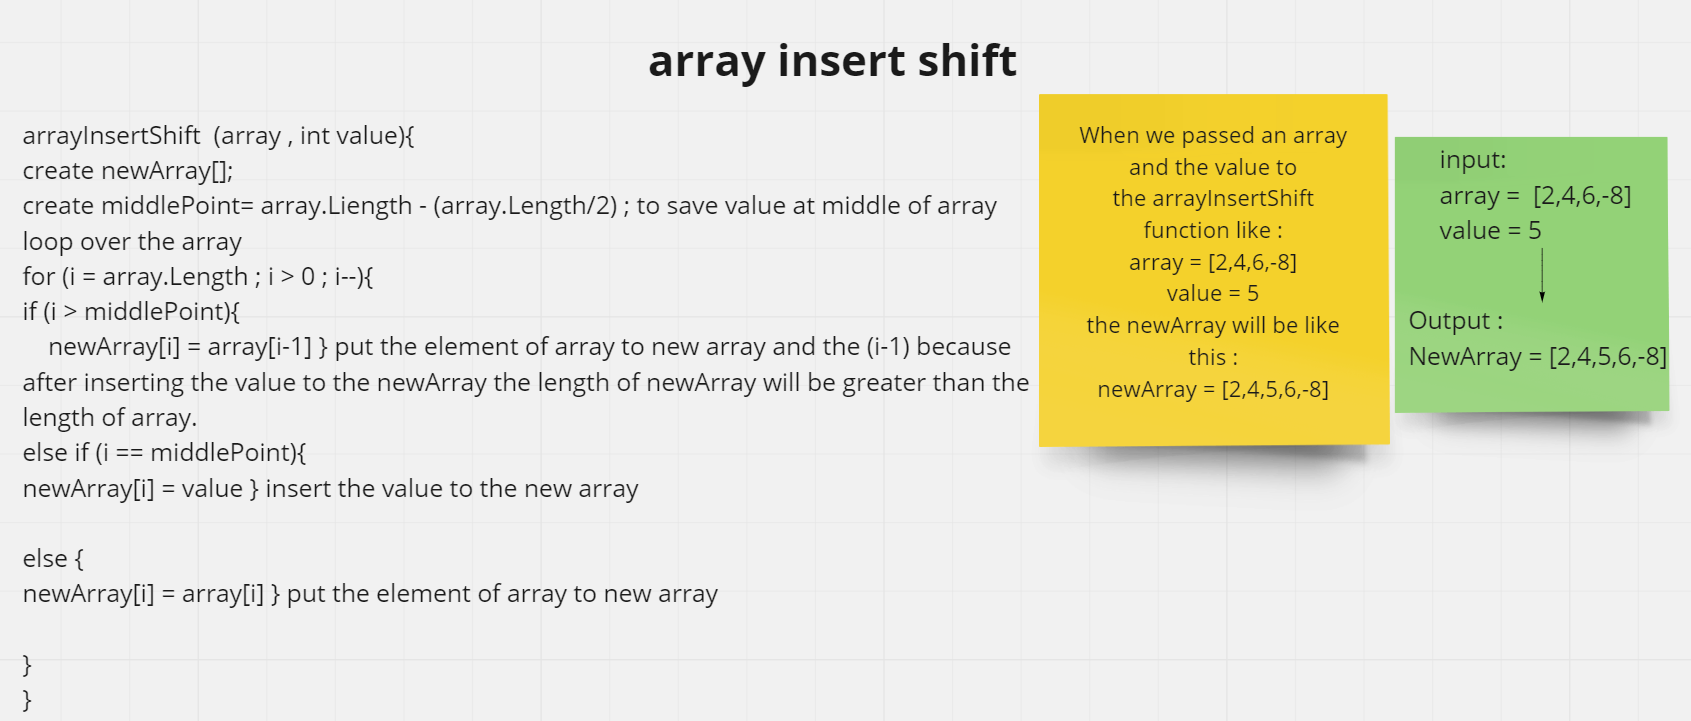 array insert shift
arrayInsertShift  (array , int value){
create newArray[];
create middlePoint= array.Liength - (array.Length/2) ; to save value at middle of array
loop over the array
for (i = array.Length ; i > 0 ; i--){
if (i > middlePoint){
newArray[i] = array[i-1] } put the element of array to new array and the (i-1) because
after inserting the value to the newArray the length of newArray will be greater than the
length of array.
else if (i == middlePoint){
newArray[i] = value } insert the value to the new array
else {
newArray[i] = array[i] } put the element of array to new array
}
}
When we passed an array
and the value to
the arrayInsertShift
function like :
array = [2,4,6,-8]
value = 5
the newArray will be like
this :
newArray = [2,4,5,6,-8]
input:
array =  [2,4,6,-8]
value = 5
Output :
NewArray = [2,4,5,6,-8]